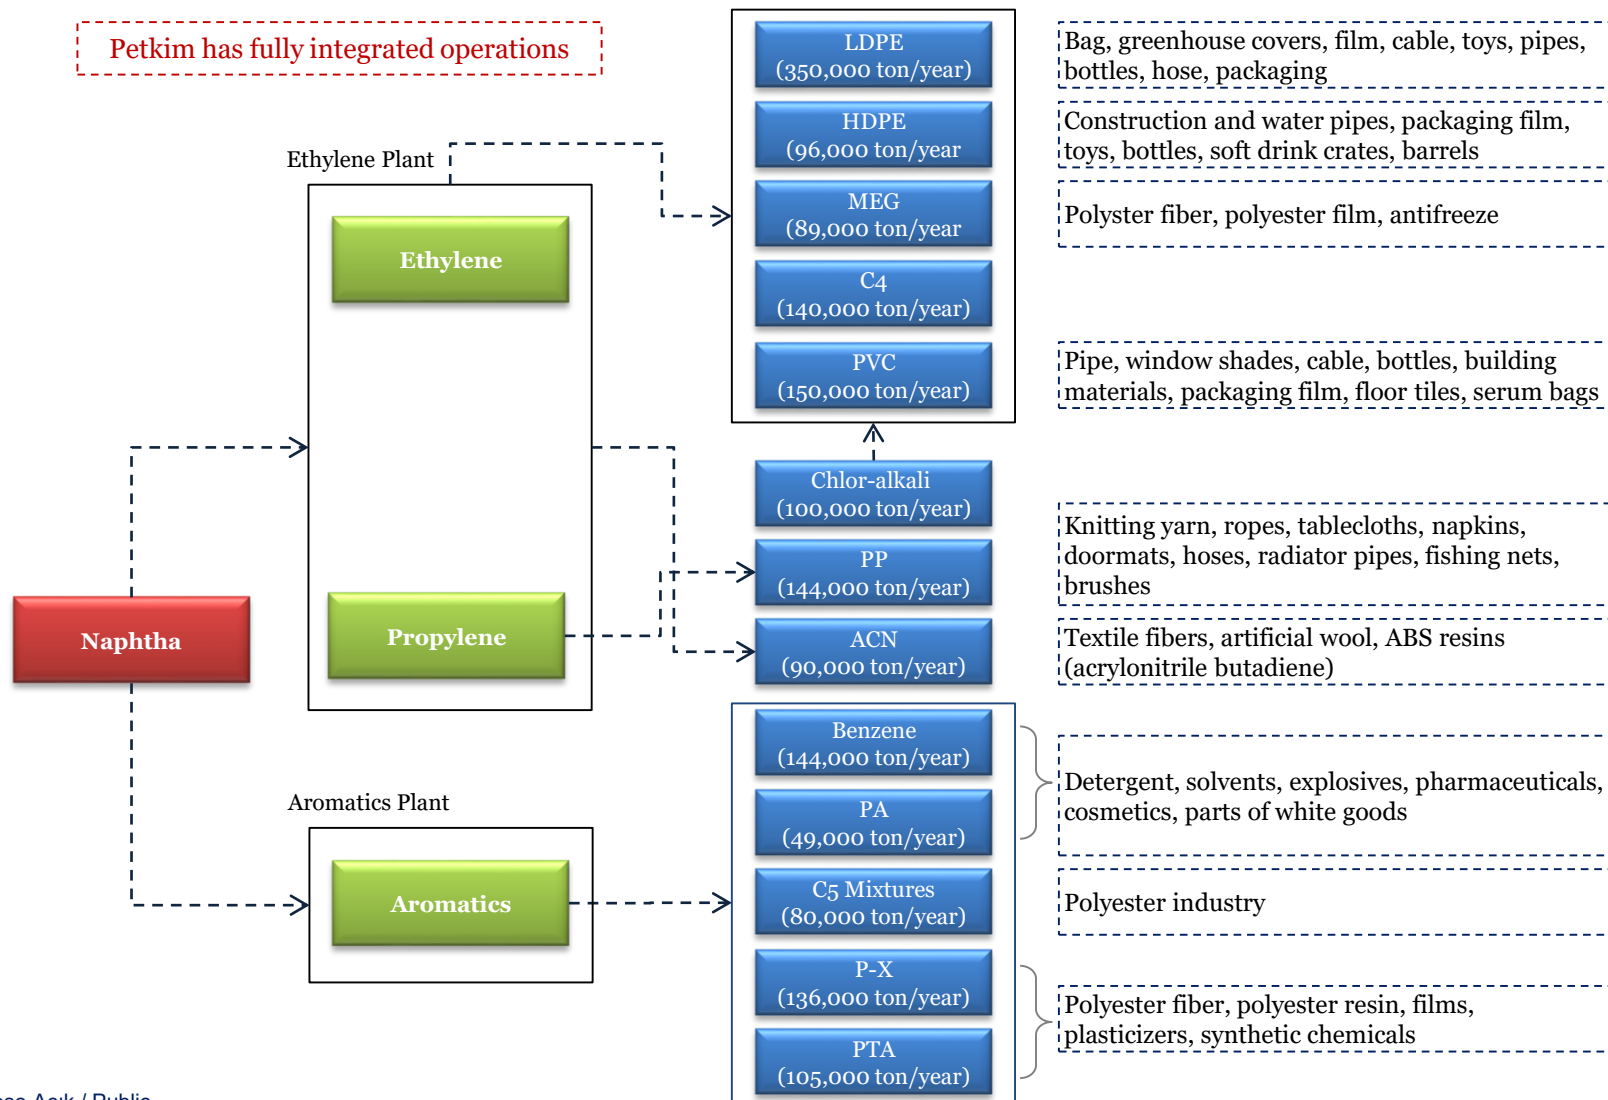 Petkim has fully integrated operations
LDPE
(350,000 ton/year)
Bag, greenhouse covers, film, cable, toys, pipes,
bottles, hose, packaging
HDPE
(96,000 ton/year
Construction and water pipes, packaging film,
toys, bottles, soft drink crates, barrels
Ethylene Plant
MEG
(89,000 ton/year
Polyster fiber, polyester film, antifreeze
Ethylene
C4
(140,000 ton/year)
PVC
(150,000 ton/year)
Pipe, window shades, cable, bottles, building
materials, packaging film, floor tiles, serum bags
Chlor-alkali
(100,000 ton/year)
Knitting yarn, ropes, tablecloths, napkins,
doormats, hoses, radiator pipes, fishing nets,
brushes
PP
(144,000 ton/year)
Naphtha
Propylene
ACN
(90,000 ton/year)
Textile fibers, artificial wool, ABS resins
(acrylonitrile butadiene)
Benzene
(144,000 ton/year)
Detergent, solvents, explosives, pharmaceuticals,
cosmetics, parts of white goods
Aromatics Plant
PA
(49,000 ton/year)
Aromatics
C5 Mixtures
(80,000 ton/year)
Polyester industry
P-X
(136,000 ton/year)
Polyester fiber, polyester resin, films,
plasticizers, synthetic chemicals
PTA
(105,000 ton/year)
Açık / Public